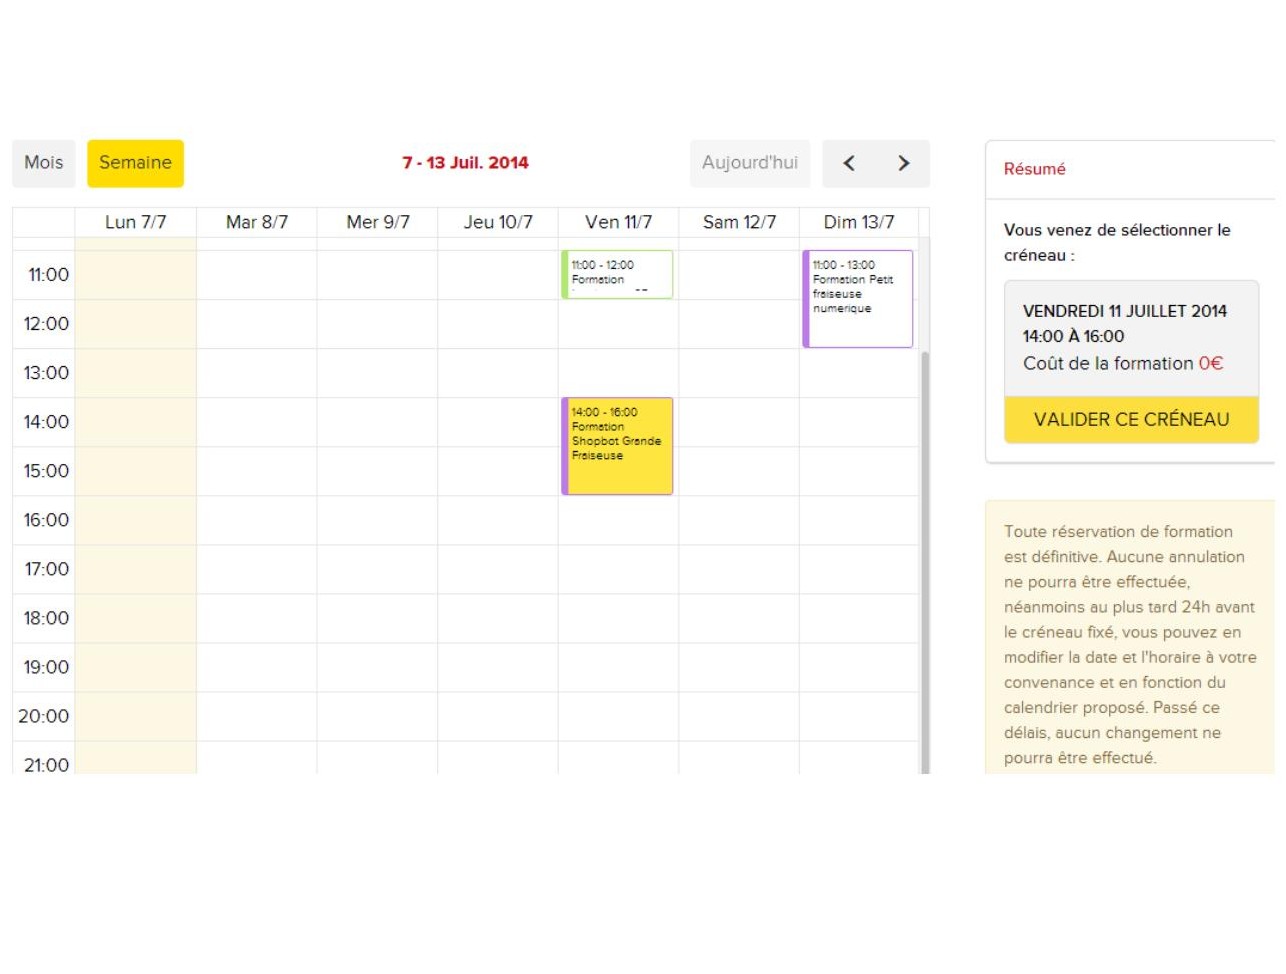 Mois
Semaine
7 - 13 Juil. 2014
Aujourd'hui
Lun 7/7
Mar 8/7
Mer 9/7
Jeu 10/7
Ven 11/7
Sam 12/7
Dim 13/7
11:00
12:00
13:00
14:00
15:00
16:00
17:00
18:00
19:00
20:00
21:00
11:00 - 12:00
Formation
14:00 - 16:00
Formation
Shopbot Grande
Fraiseuse
11:00 - 13:00
Formation Petit
fraiseuse
numerique
Résumé
Vous venez de sélectionner le
créneau :
VENDREDI 11 JUILLET 2014
14:00 À 16:00
Coût de la formation 0€
VALIDER CE CRÉNEAU
Toute réservation de formation
est définitive. Aucune annulation
ne pourra être effectuée,
néanmoins au plus tard 24h avant
le créneau fixé, vous pouvez en
modifier la date et l'horaire à votre
convenance et en fonction du
calendrier proposé. Passé ce
délais, aucun changement ne
pourra être effectué.